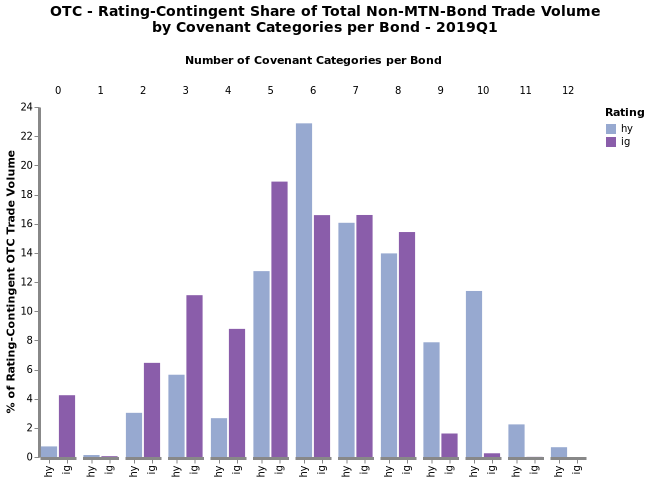 OTC - Rating-Contingent Share of Total Non-MTN-Bond Trade Volume
by Covenant Categories per Bond - 2019Q1
Number of Covenant Categories per Bond
0 1 2 3 4 5 6 7 8 9 10 11 12
% of Rating-Contingent OTC Trade Volume
24
22
20
18
16
14
12
10
8
6
4
2
0
hy ig hy ig hy ig hy ig hy ig hy ig hy ig hy ig hy ig hy ig hy ig hy ig hy ig
Rating
hy
ig